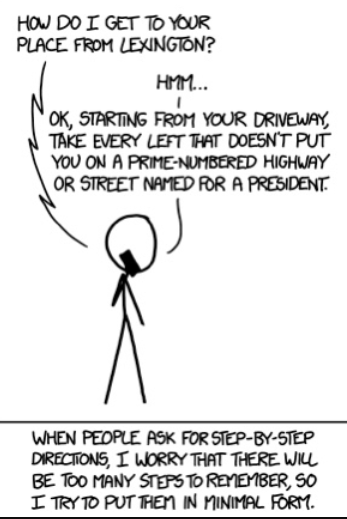 HOW DO I GET TO YOUR
PLACE FROM LEXINGTON?
HMM...
OK, STARTING FROM YOUR DRIVEWAY,
TAKE EVERY LEFT THAT DOESN'T PUT
YOU ON A PRIME-NUMBERED HIGHWAY
OR STREET NAMED FOR A PRESIDENT.
WHEN PEOPLE ASK FOR STEP-BY-STEP
DIRECTIONS, I WORRY THAT THERE WILL
BE TOO MANY STEPS TO REMEMBER, SO
I TRY TO PUT THEM IN MINIMAL FORM.